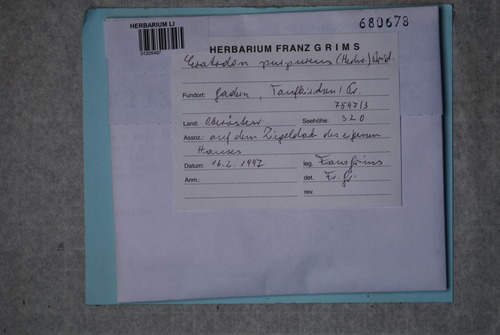 HERBARIUM LI
01205497
680678
HERBARIUM FRANZ GRIMS
Ceratodon purpureus (Hedw.) Brid.
Fundort: Gaden, Taufkirchen/Pr.
7547/3
Land: Oberösterr Seehöhe: 320
Assoz.: auf dem Ziegeldach des eigenen
Hauses
Datum: 16.2.1997 leg. Franz Grims
Anm.: det. Fr. Gr.
rev.